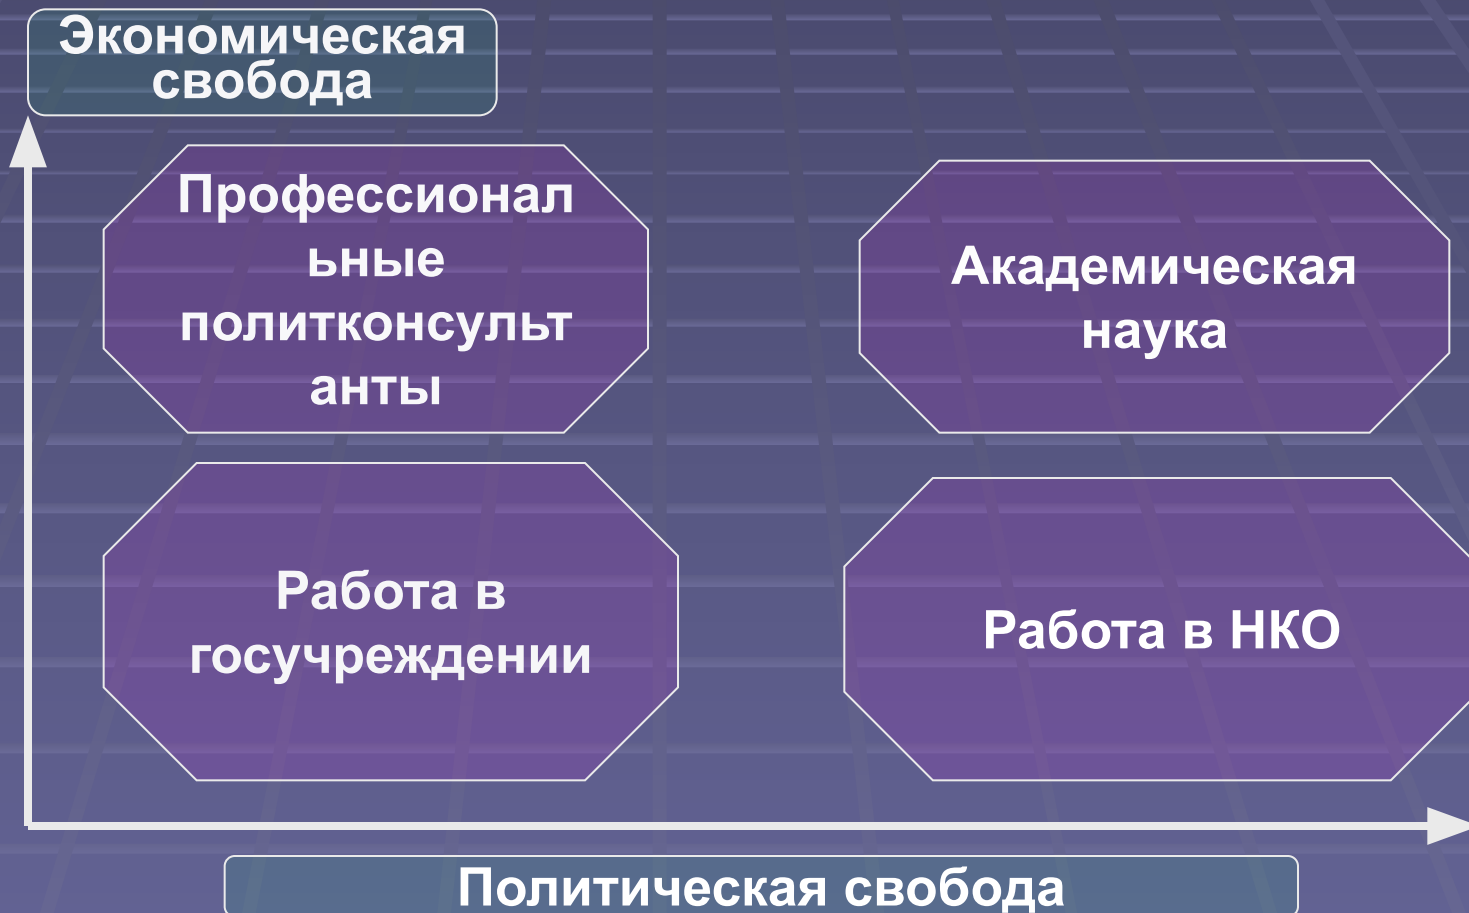 Экономическая
свобода
Профессионал
ьные
политконсульт
анты
Академическая
наука
Работа в
госучреждении
Работа в НКО
Политическая свобода